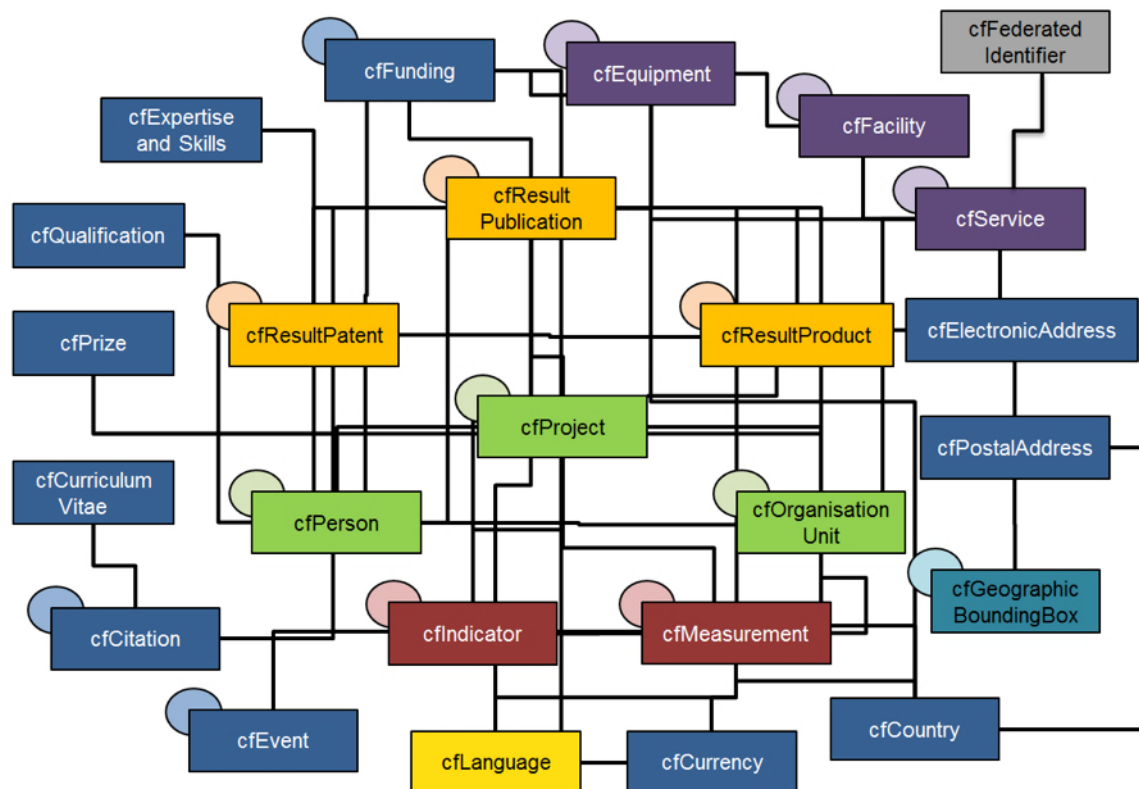 cfFederated
Identifier
cfFunding
cfEquipment
cfExpertise
and Skills
cfFacility
cfResult
Publication
cfService
cfQualification
cfResultPatent
cfResultProduct
cfElectronicAddress
cfPrize
cfProject
cfPostalAddress
cfCurriculum
Vitae
cfPerson
cfOrganisation
Unit
cfGeographic
BoundingBox
cfCitation
cfIndicator
cfMeasurement
cfEvent
cfLanguage
cfCurrency
cfCountry